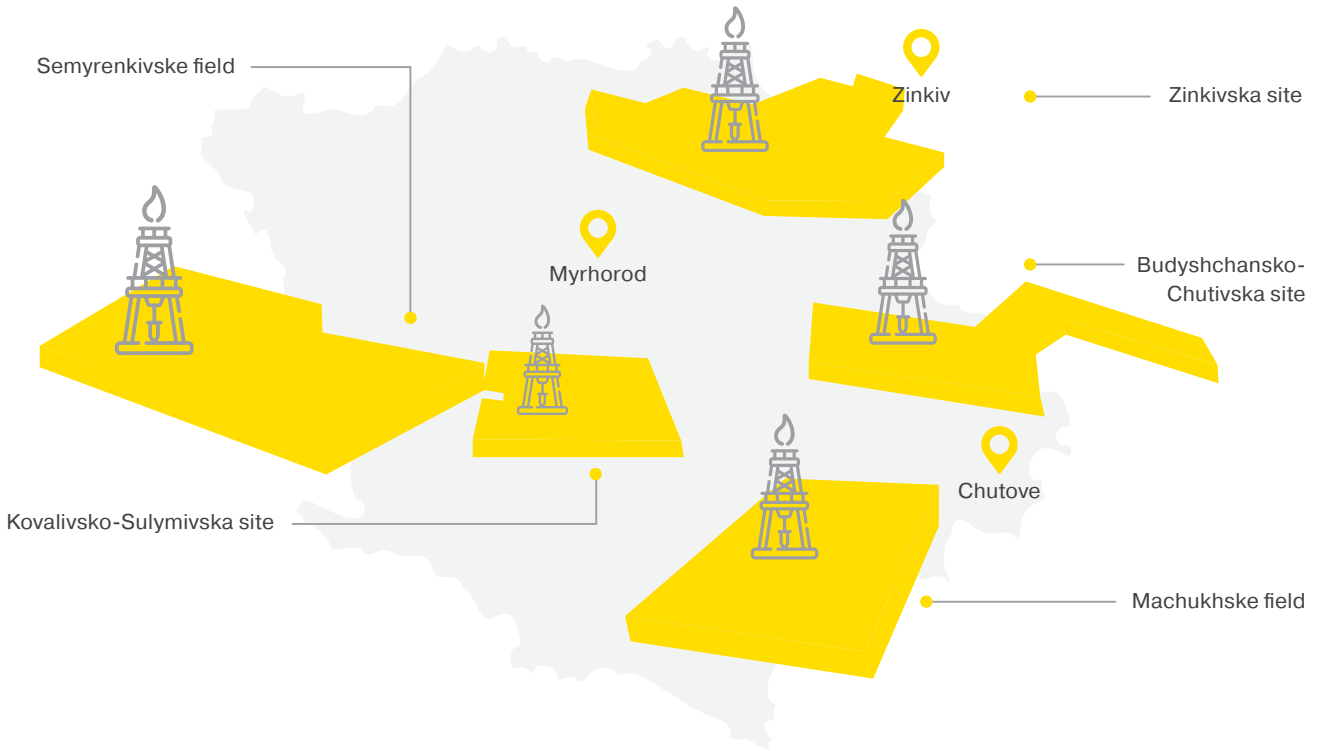 Semyrenkivske field
Zinkiv
Zinkivska site
Myrhorod
Budyshchansko-
Chutivska site
Chutove
Kovalivsko-Sulymivska site
Machukhske field